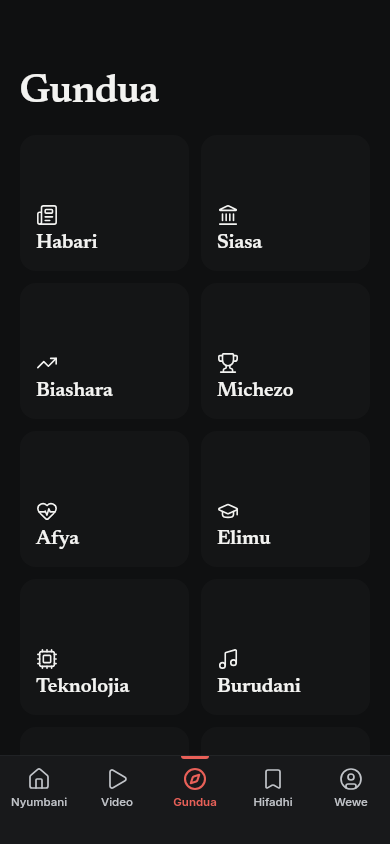 Gundua
Habari
Siasa
Biashara
Michezo
Afya
Elimu
Teknolojia
Burudani
Nyumbani
Video
Gundua
Hifadhi
Wewe